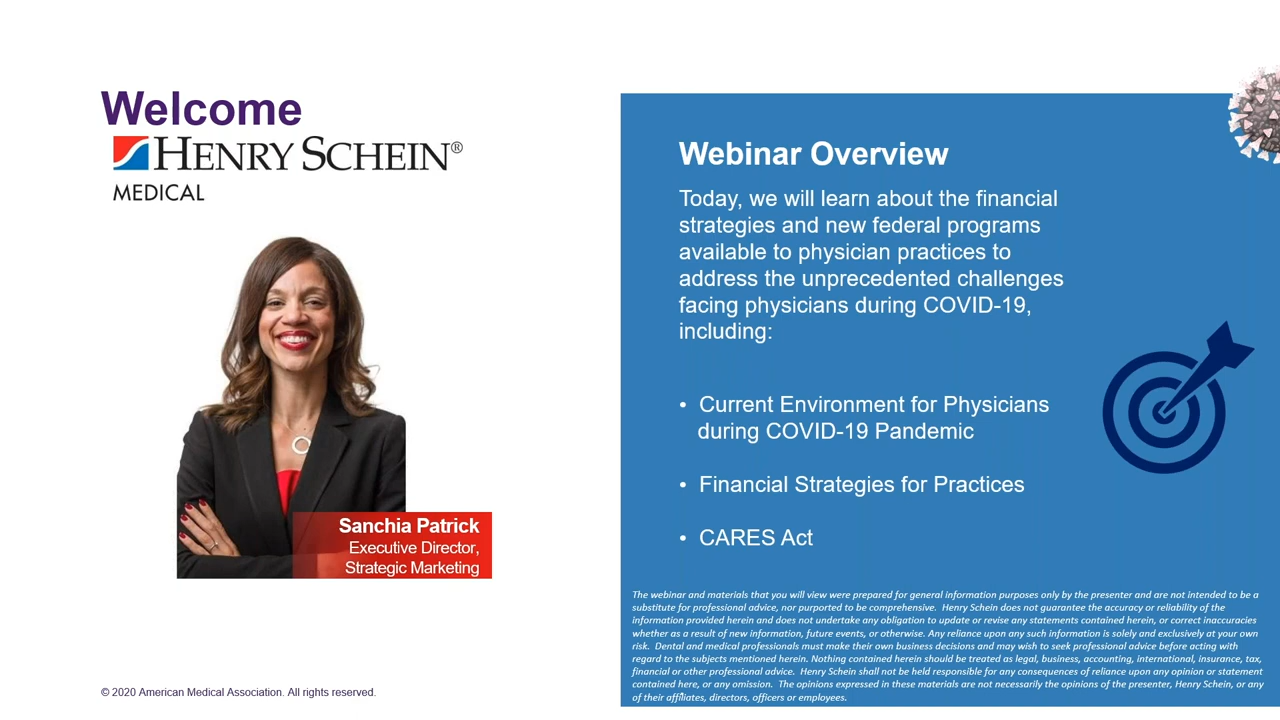 Welcome
HENRY SCHEIN®
MEDICAL
Sanchia Patrick
Executive Director,
Strategic Marketing
© 2020 American Medical Association. All rights reserved.
Webinar Overview
Today, we will learn about the financial
strategies and new federal programs
available to physician practices to
address the unprecedented challenges
facing physicians during COVID-19,
including:
• Current Environment for Physicians
during COVID-19 Pandemic
• Financial Strategies for Practices
• CARES Act
The webinar and materials that you will view were prepared for general information purposes only by the presenter and are not intended to be a
substitute for professional advice, nor purported to be comprehensive. Henry Schein does not guarantee the accuracy or reliability of the
information provided herein and does not undertake any obligation to update or revise any statements contained herein, or correct inaccuracies
whether as a result of new information, future events, or otherwise. Any reliance upon any such information is solely and exclusively at your own
risk. Dental and medical professionals must make their own business decisions and may wish to seek professional advice before acting with
regard to the subjects mentioned herein. Nothing contained herein should be treated as legal, business, accounting, international, insurance, tax,
financial or other professional advice. Henry Schein shall not be held responsible for any consequences of reliance upon any opinion or statement
contained here, or any omission. The opinions expressed in these materials are not necessarily the opinions of the presenter, Henry Schein, or any
of their affiliates, directors, officers or employees.